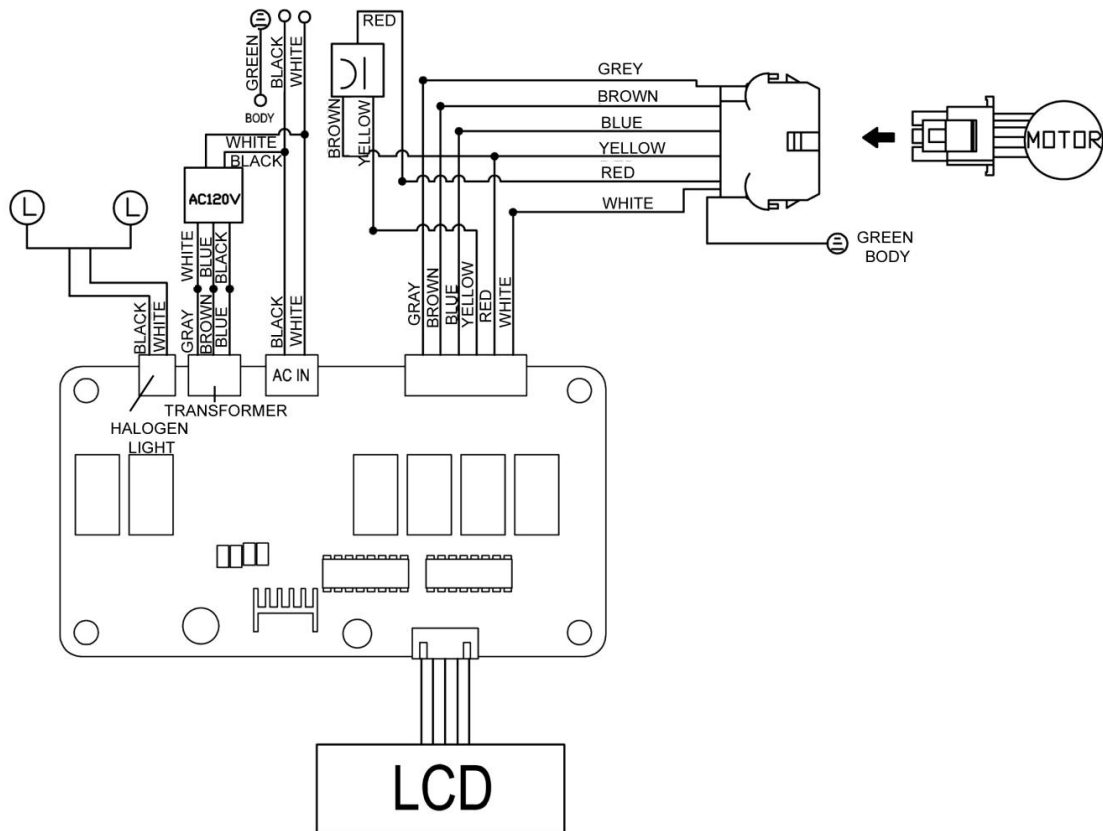 RED
GREEN
BLACK
WHITE
BODY
WHITE
BLACK
AC120V
BROWN
YELLOW
GREY
BROWN
BLUE
YELLOW
RED
WHITE
MOTOR
GREEN
BODY
L
L
WHITE
BLUE
BLACK
BLACK
WHITE
GRAY
BROWN
BLUE
BLACK
WHITE
GRAY
BROWN
BLUE
YELLOW
RED
WHITE
AC IN
TRANSFORMER
HALOGEN
LIGHT
LCD